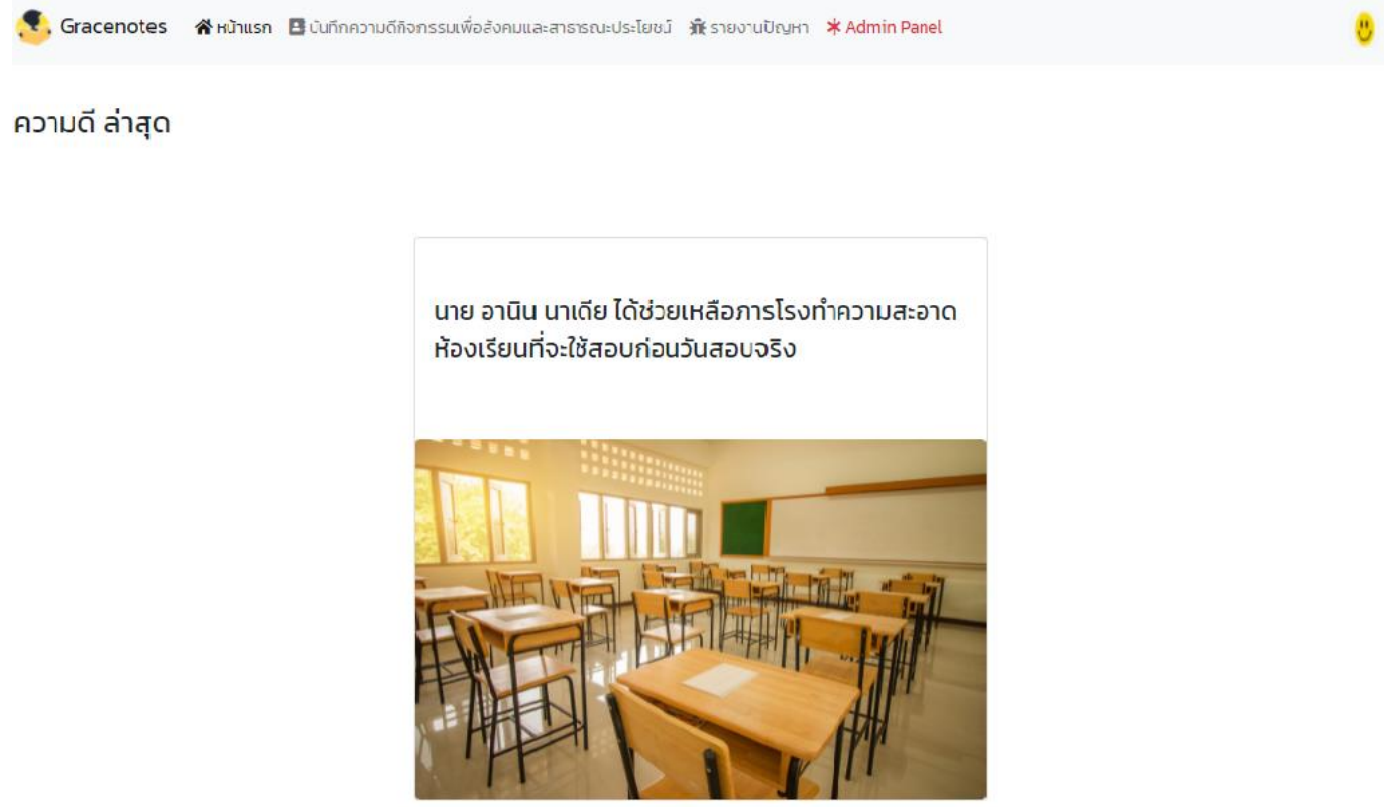 Gracenotes หน้าแรก บันทึกความดีกิจกรรมเพื่อสังคมและสาธารณะประโยชน์ รายงานปัญหา Admin Panel
ความดี ล่าสุด
นาย อานิน นาเดีย ได้ช่วยเหลือภารโรงทำความสะอาด
ห้องเรียนที่จะใช้สอบก่อนวันสอบจริง